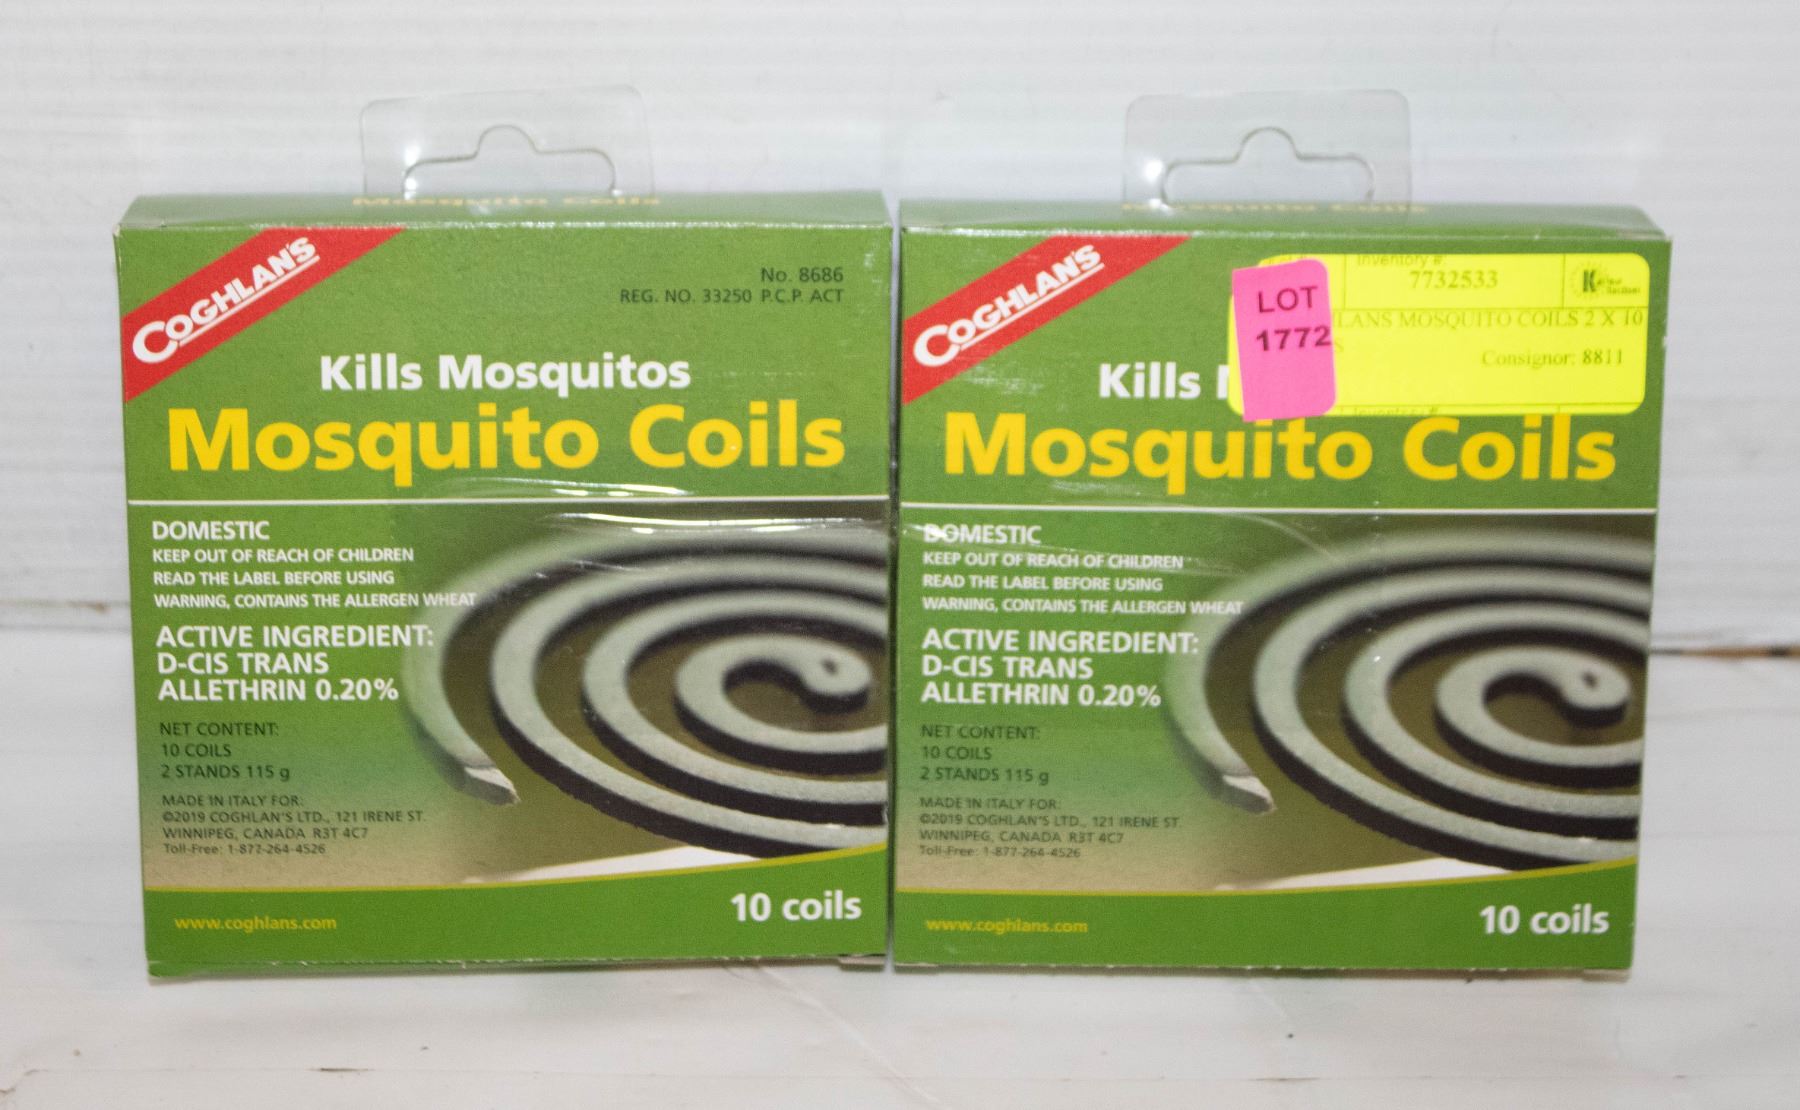 Mosquito Coils
COGHLAN'S
No. 8686
REG. NO. 33250 P.C.P. ACT
Kills Mosquitos
Mosquito Coils
DOMESTIC
KEEP OUT OF REACH OF CHILDREN
READ THE LABEL BEFORE USING
WARNING, CONTAINS THE ALLERGEN WHEAT
ACTIVE INGREDIENT:
D-CIS TRANS
ALLETHRIN 0.20%
NET CONTENT:
10 COILS
2 STANDS 115 g
MADE IN ITALY FOR:
©2019 COGHLAN'S LTD., 121 IRENE ST.
WINNIPEG, CANADA R3T 4C7
Toll-Free: 1-877-264-4526
www.coghlans.com
10 coils
Mosquito Coils
COGHLAN'S
LOT
1772
Inventory #:
7732533
LANS MOSQUITO COILS 2 X 10
S
Consignor: 8811
Inventory #
Kills
Mosquito Coils
DOMESTIC
KEEP OUT OF REACH OF CHILDREN
READ THE LABEL BEFORE USING
WARNING, CONTAINS THE ALLERGEN WHEAT
ACTIVE INGREDIENT:
D-CIS TRANS
ALLETHRIN 0.20%
NET CONTENT:
10 COILS
2 STANDS 115 g
MADE IN ITALY FOR:
©2019 COGHLAN'S LTD., 121 IRENE ST.
WINNIPEG, CANADA R3T 4C7
Toll-Free: 1-877-264-4526
www.coghlans.com
10 coils